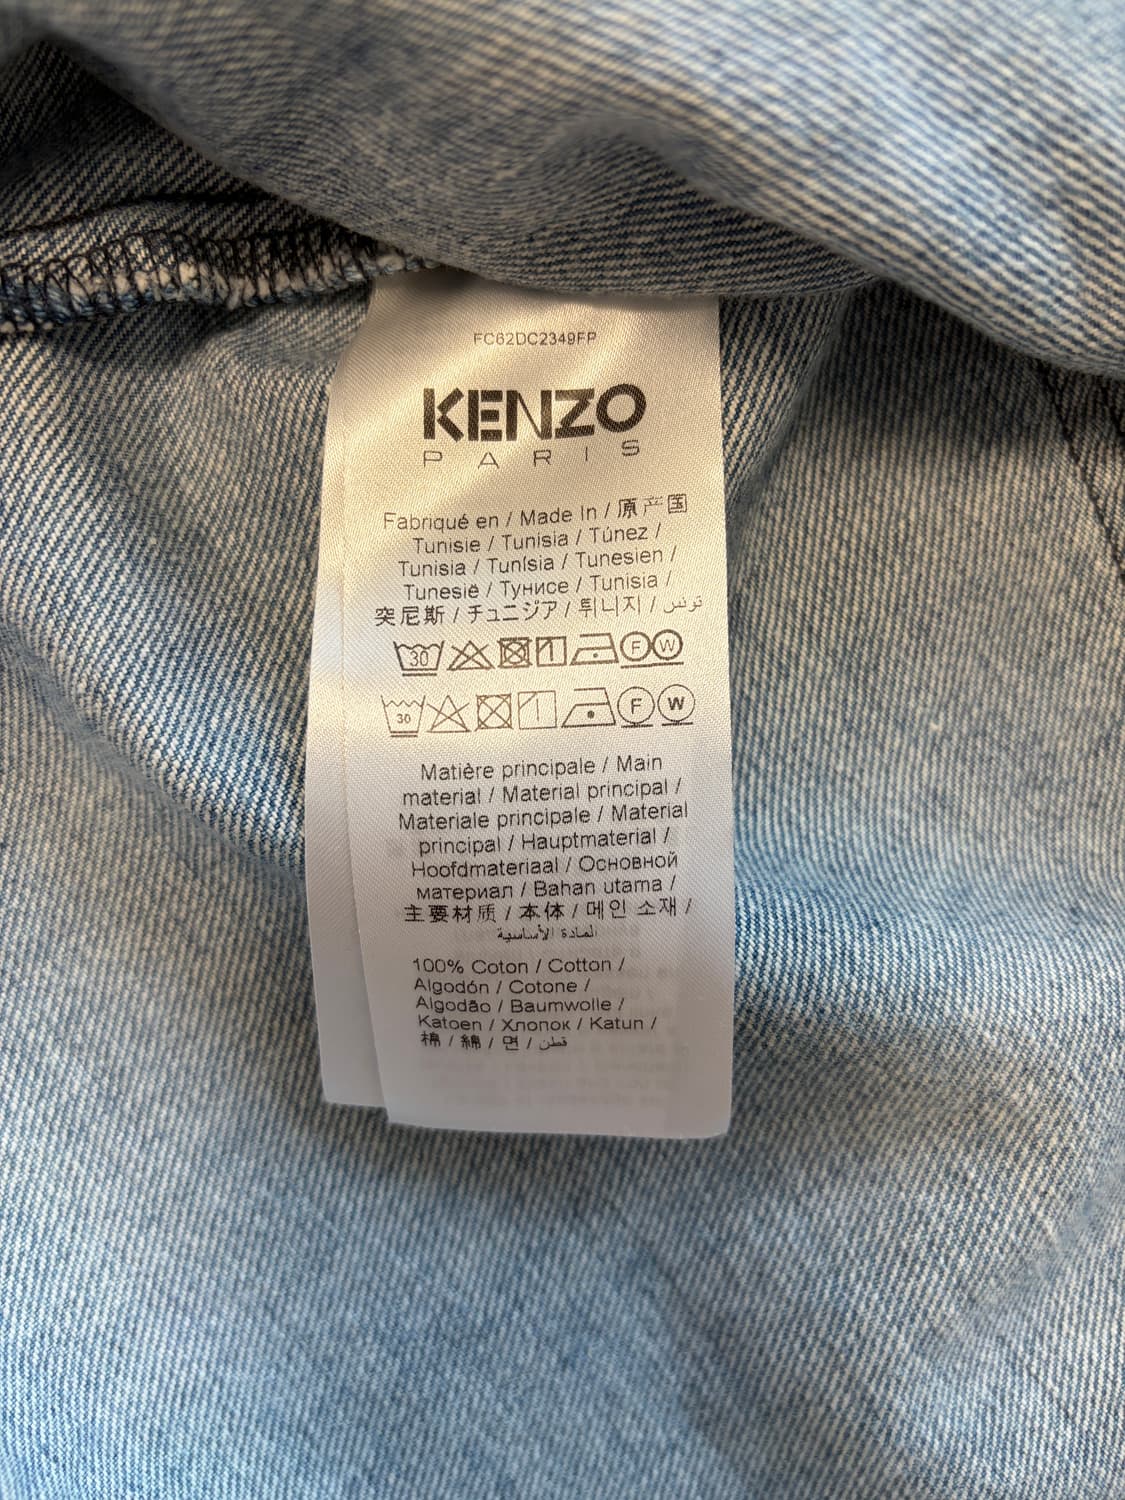 FC62DC2349FP
KENZO
PARIS
Fabriqué en / Made In / 原产国
Tunisie / Tunisia / Túnez /
Tunisia / Tunísia / Tunesien /
Tunesië / Тунисе / Tunisia /
突尼斯 / チュニジア / 튀니지 / تونس
30 F W
30 F W
Matière principale / Main
material / Material principal /
Materiale principale / Material
principal / Hauptmaterial /
Hoofdmateriaal / Основной
материал / Bahan utama /
主要材质 / 本体 / 메인 소재 /
المادة الأساسية
100% Coton / Cotton /
Algodón / Cotone /
Algodão / Baumwolle /
Katoen / Хлопок / Katun /
棉 / 綿 / 면 / قطن